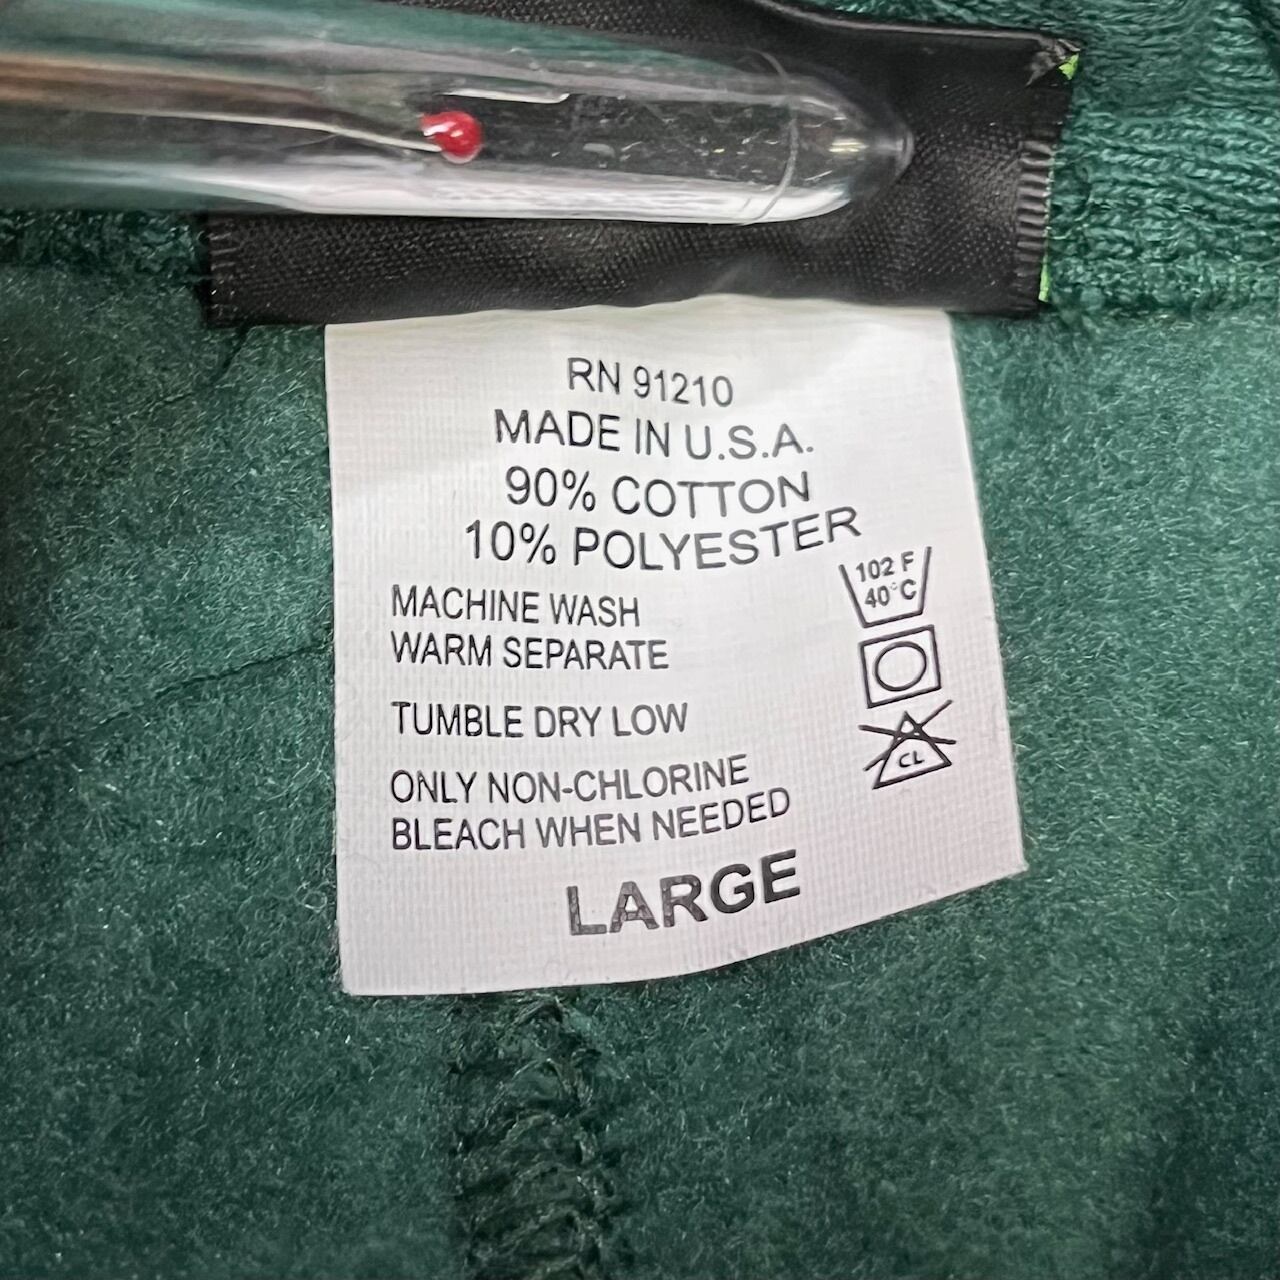 RN 91210
MADE IN U.S.A.
90% COTTON
10% POLYESTER
MACHINE WASH
WARM SEPARATE
TUMBLE DRY LOW
ONLY NON-CHLORINE
BLEACH WHEN NEEDED
102 F
40°C
CL
LARGE